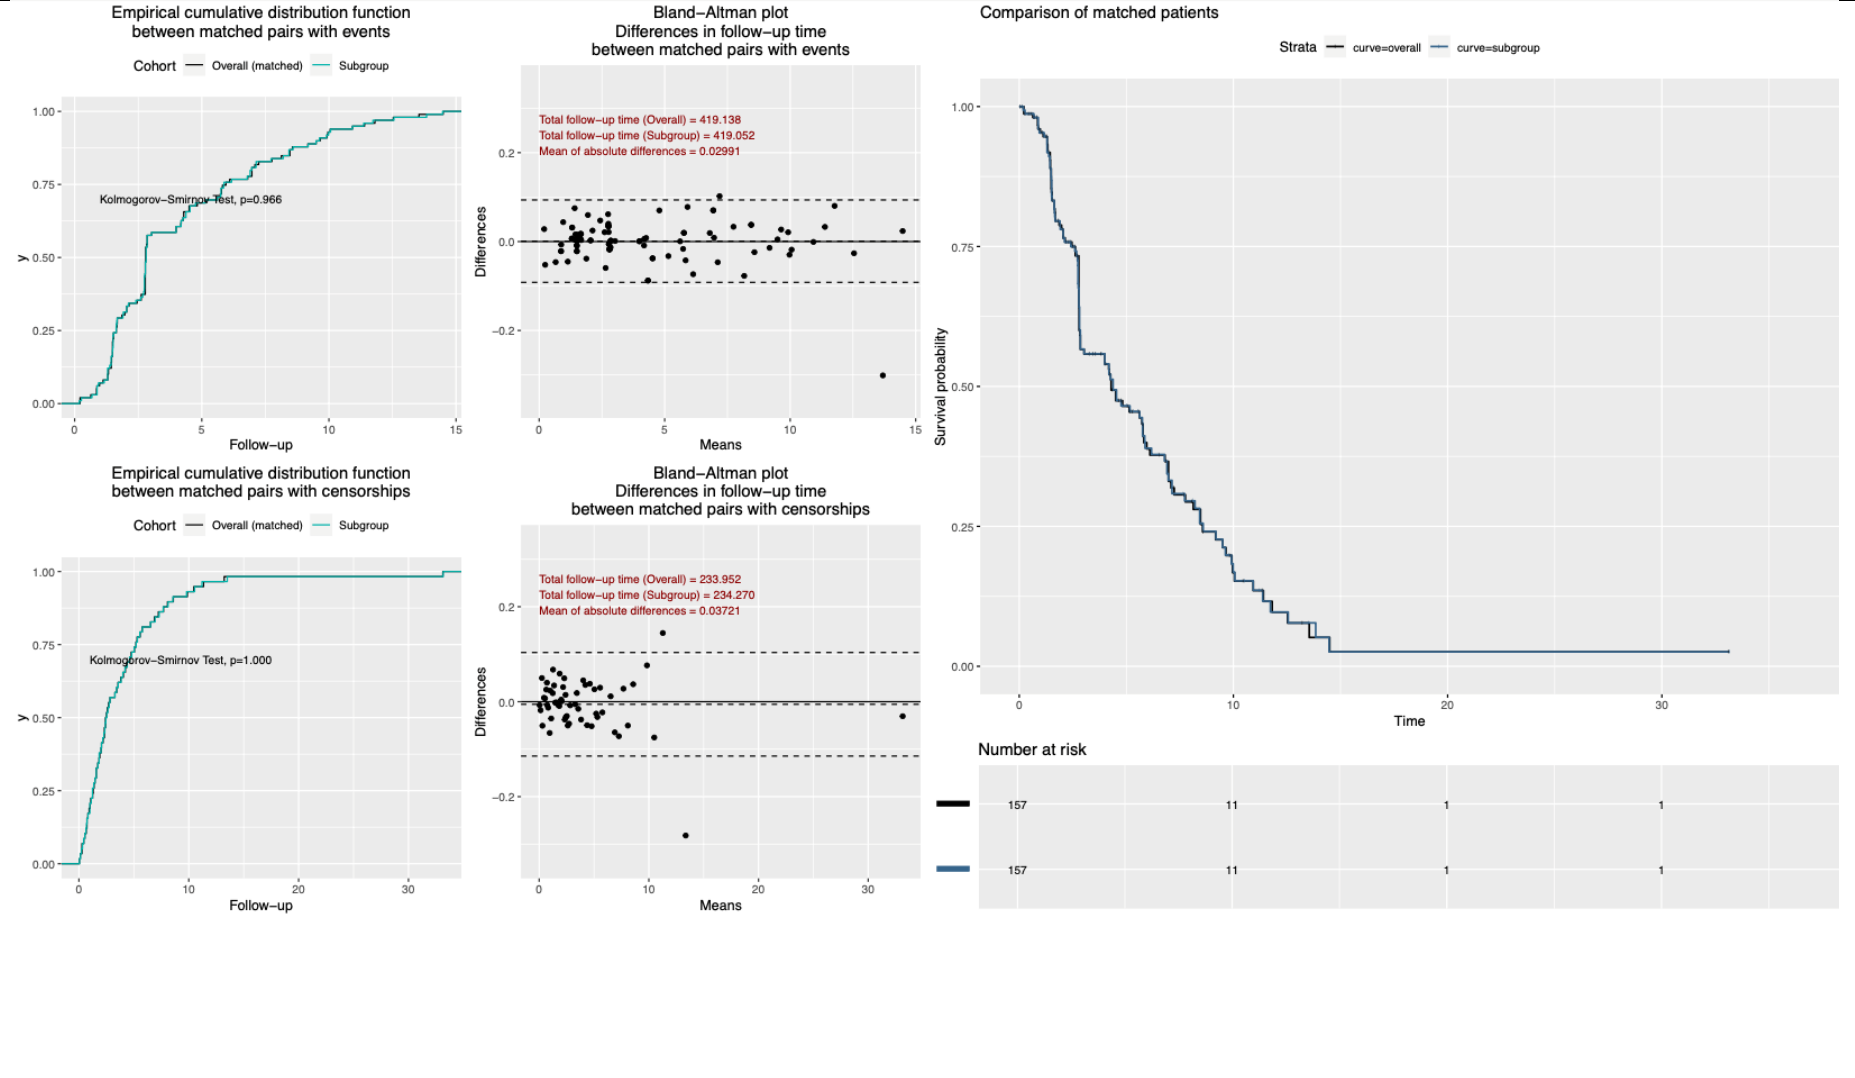 Empirical cumulative distribution function
between matched pairs with events
Cohort Overall (matched) Subgroup
1.00
0.75
0.50
0.25
0.00
y
Kolmogorov−Smirnov Test, p=0.966
0 5 10 15
Follow−up
Bland−Altman plot
Differences in follow−up time
between matched pairs with events
Total follow−up time (Overall) = 419.138
Total follow−up time (Subgroup) = 419.052
Mean of absolute differences = 0.02991
0.2
0.0
−0.2
Differences
0 5 10 15
Means
Empirical cumulative distribution function
between matched pairs with censorships
Cohort Overall (matched) Subgroup
1.00
0.75
0.50
0.25
0.00
y
Kolmogorov−Smirnov Test, p=1.000
0 10 20 30
Follow−up
Bland−Altman plot
Differences in follow−up time
between matched pairs with censorships
Total follow−up time (Overall) = 233.952
Total follow−up time (Subgroup) = 234.270
Mean of absolute differences = 0.03721
0.2
0.0
−0.2
Differences
0 10 20 30
Means
Comparison of matched patients
Strata curve=overall curve=subgroup
1.00
0.75
0.50
0.25
0.00
Survival probability
0 10 20 30
Time
Number at risk
157 11 1 1
157 11 1 1